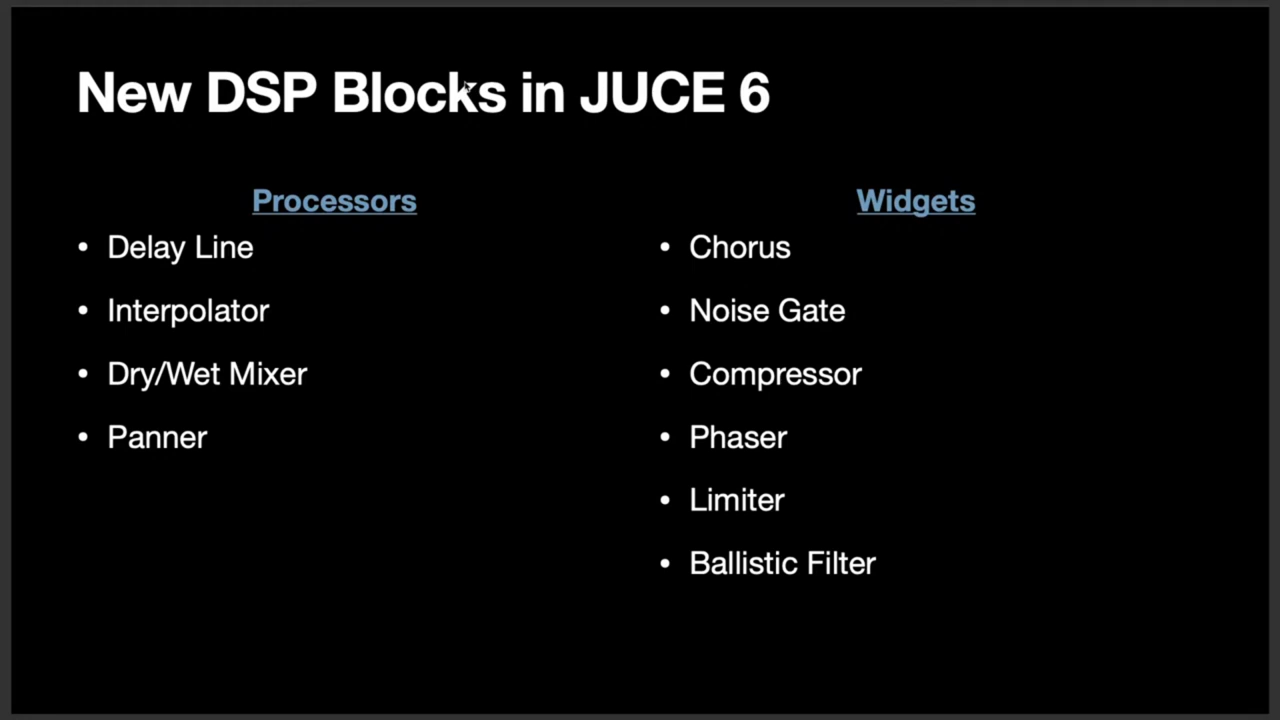 New DSP Blocks in JUCE 6
Processors
• Delay Line
• Interpolator
• Dry/Wet Mixer
• Panner
Widgets
• Chorus
• Noise Gate
• Compressor
• Phaser
• Limiter
• Ballistic Filter